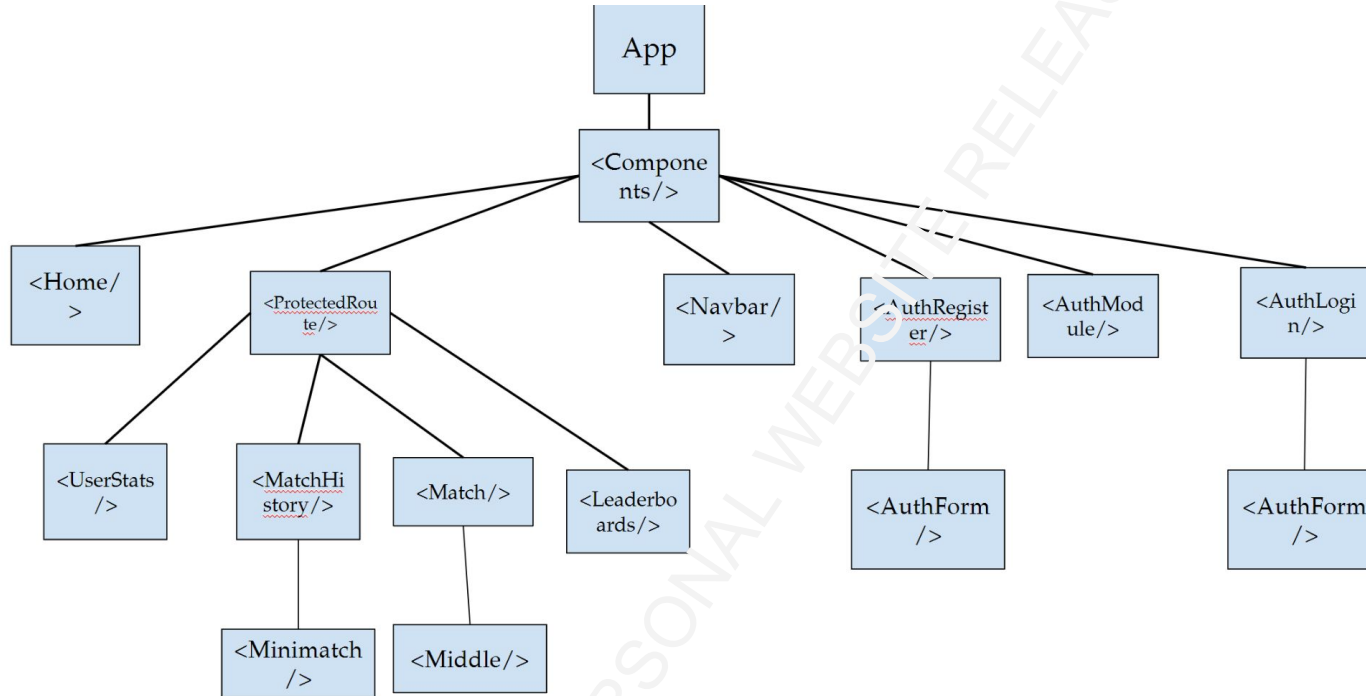 App
<Compone
nts/>
<Home/
>
<ProtectedRou
te/>
<Navbar/
>
<AuthRegist
er/>
<AuthMod
ule/>
<AuthLogi
n/>
<UserStats
/>
<MatchHi
story/>
<Match/>
<Leaderbo
ards/>
<AuthForm
/>
<AuthForm
/>
<Minimatch
/>
<Middle/>
WEBSITE